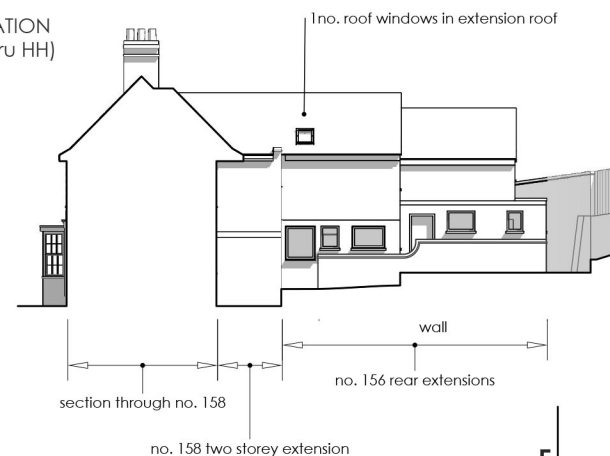 ATION
ru HH)
1no. roof windows in extension roof
wall
no. 156 rear extensions
section through no. 158
no. 158 two storey extension